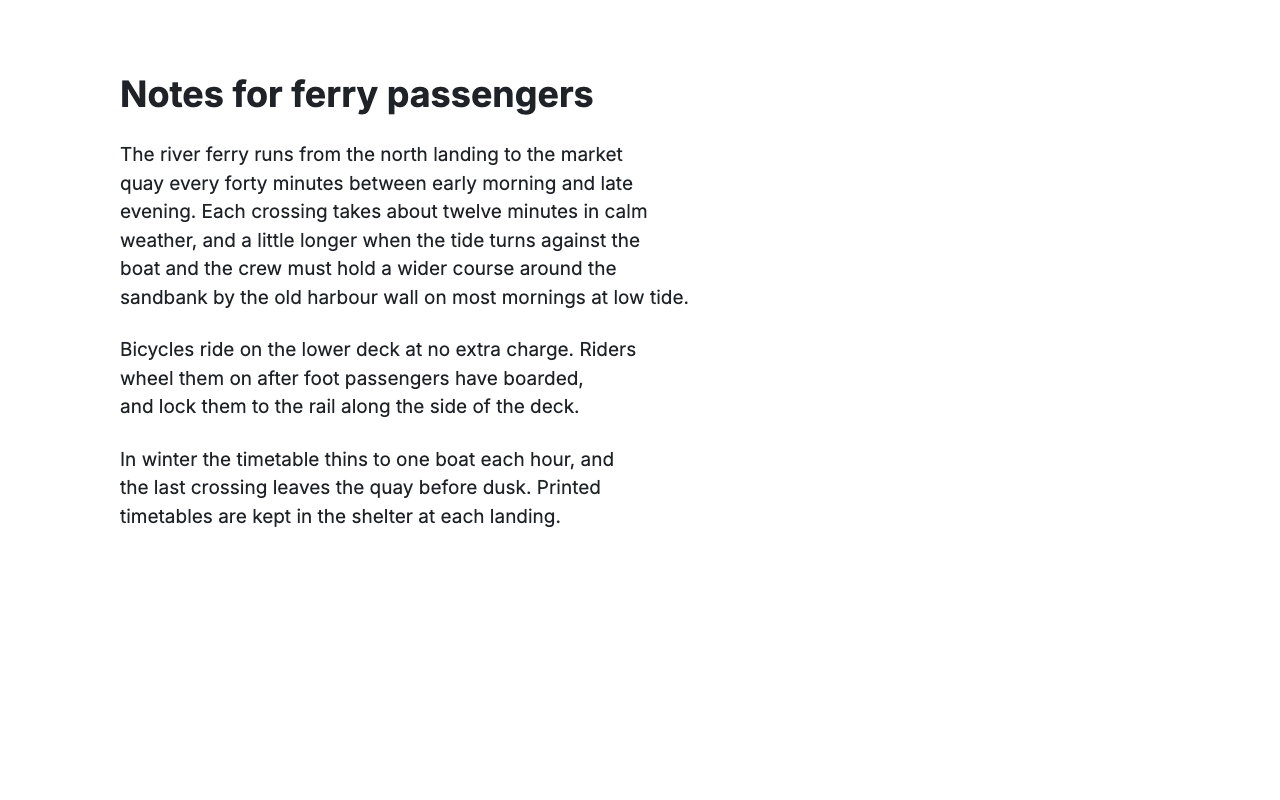 Notes for ferry passengers
The river ferry runs from the north landing to the market
quay every forty minutes between early morning and late
evening. Each crossing takes about twelve minutes in calm
weather, and a little longer when the tide turns against the
boat and the crew must hold a wider course around the
sandbank by the old harbour wall on most mornings at low tide.
Bicycles ride on the lower deck at no extra charge. Riders
wheel them on after foot passengers have boarded,
and lock them to the rail along the side of the deck.
In winter the timetable thins to one boat each hour, and
the last crossing leaves the quay before dusk. Printed
timetables are kept in the shelter at each landing.